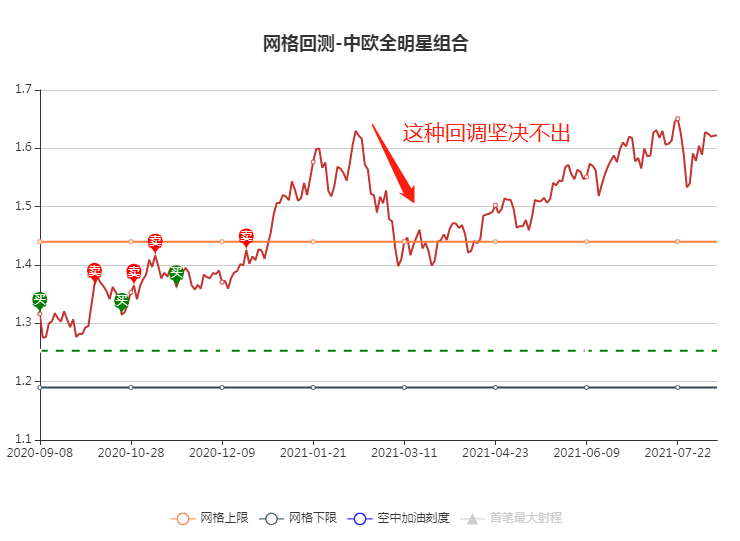 网格回测-中欧全明星组合
1.7
这种回调坚决不出
1.6
1.5
卖
卖
卖
卖
1.4
买
买
买
1.3
1.2
1.1
2020-09-08 2020-10-28 2020-12-09 2021-01-21 2021-03-11 2021-04-23 2021-06-09 2021-07-22
网格上限 网格下限 空中加油刻度 首笔最大射程